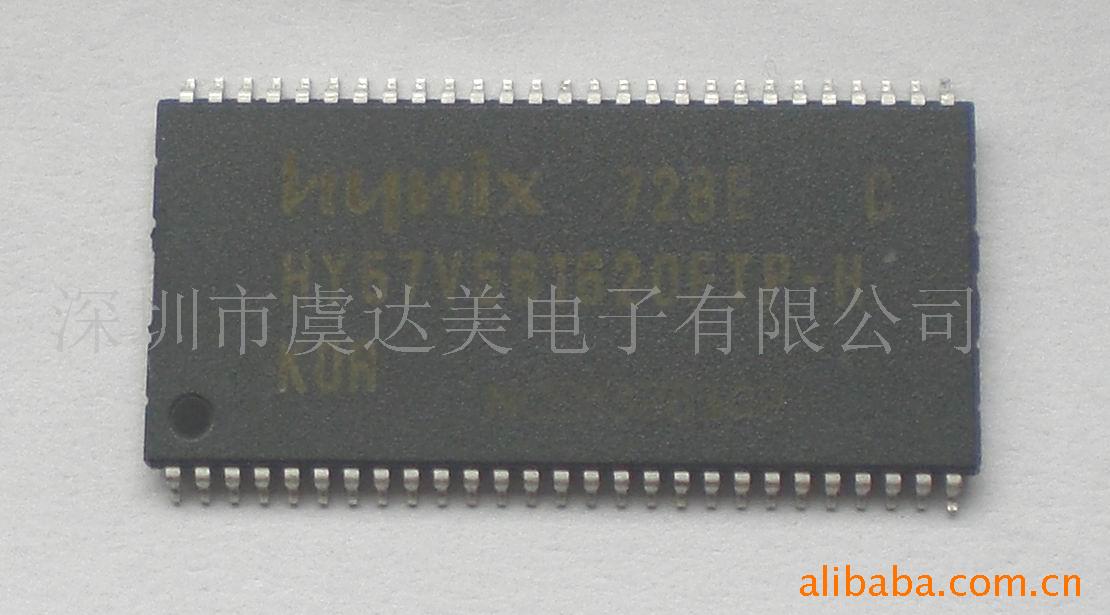 hynix 728E C
HY57V561620FTP-H
深圳市虞达美电子有限公司
KOR
alibaba.com.cn